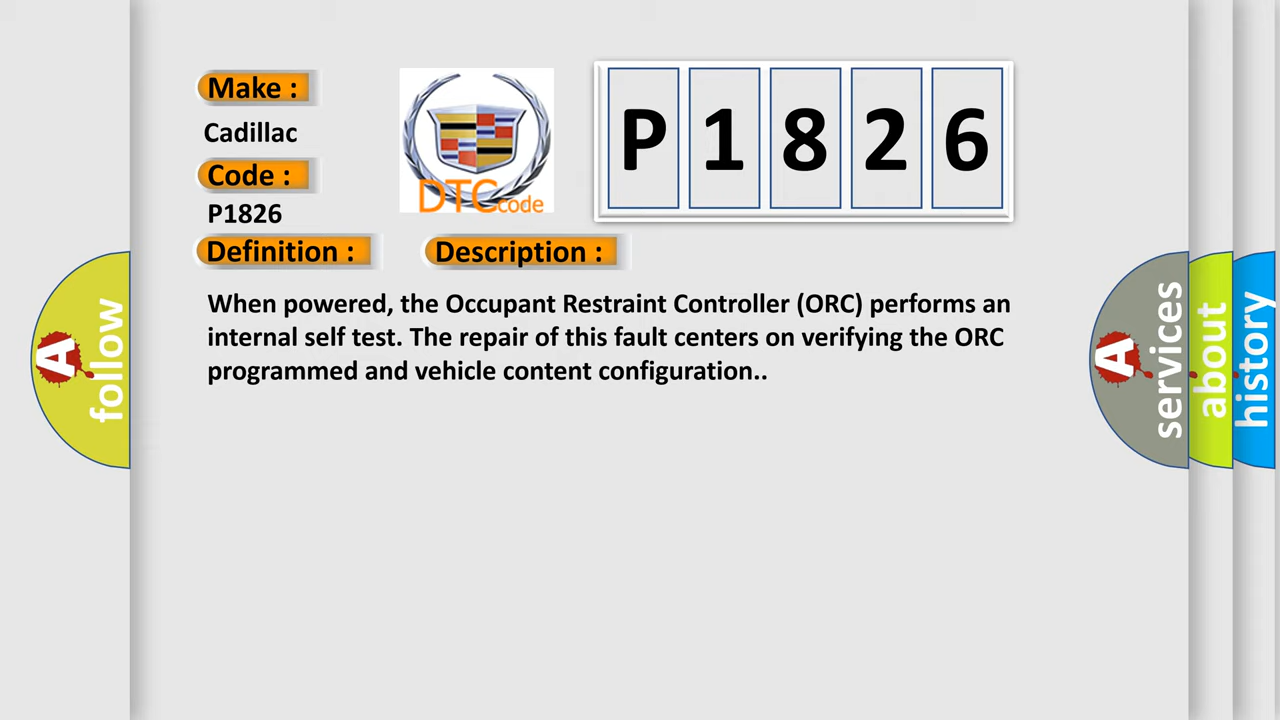 Make :
Cadillac
Code :
P1826
Definition :
Description :
When powered, the Occupant Restraint Controller (ORC) performs an
internal self test. The repair of this fault centers on verifying the ORC
programmed and vehicle content configuration..
DTC code
P 1 8 2 6
A follow
A services
about
history